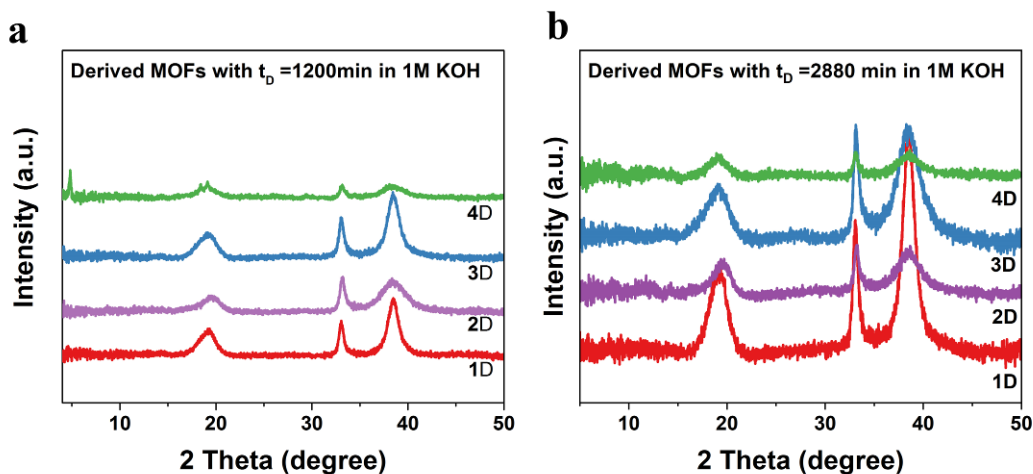 a
Derived MOFs with t_D =1200min in 1M KOH
Intensity (a.u.)
4D
3D
2D
1D
10 20 30 40 50
2 Theta (degree)
b
Derived MOFs with t_D =2880 min in 1M KOH
Intensity (a.u.)
4D
3D
2D
1D
10 20 30 40 50
2 Theta (degree)